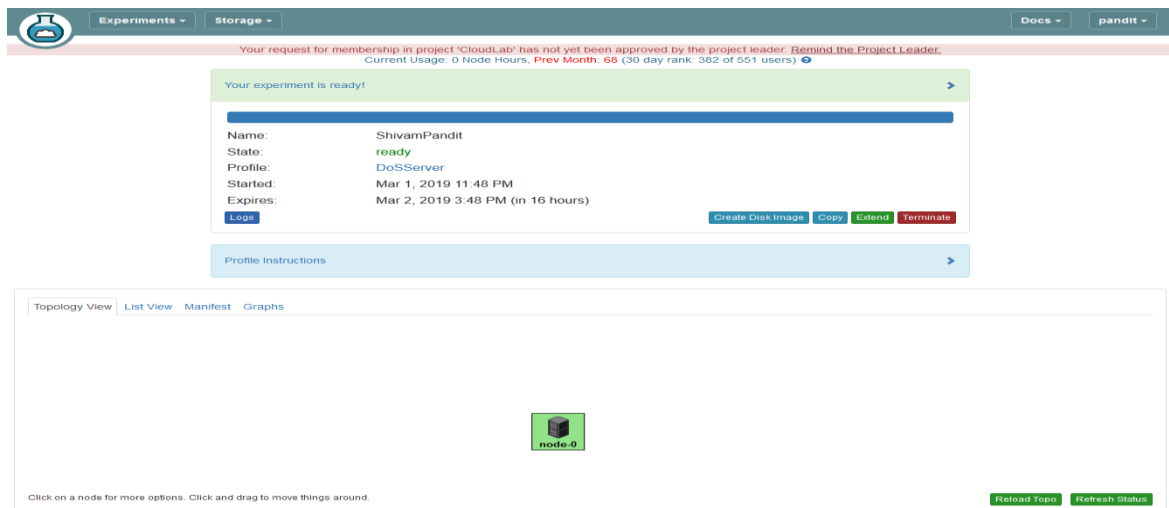 Experiments Storage Docs pandit
Your request for membership in project 'CloudLab' has not yet been approved by the project leader. Remind the Project Leader.
Current Usage: 0 Node Hours, Prev Month: 68 (30 day rank: 382 of 551 users)
Your experiment is ready!
Name: ShivamPandit
State: ready
Profile: DoSServer
Started: Mar 1, 2019 11:48 PM
Expires: Mar 2, 2019 3:48 PM (in 16 hours)
Logs Create Disk Image Copy Extend Terminate
Profile Instructions
Topology View List View Manifest Graphs
node-0
Click on a node for more options. Click and drag to move things around. Reload Topo Refresh Status